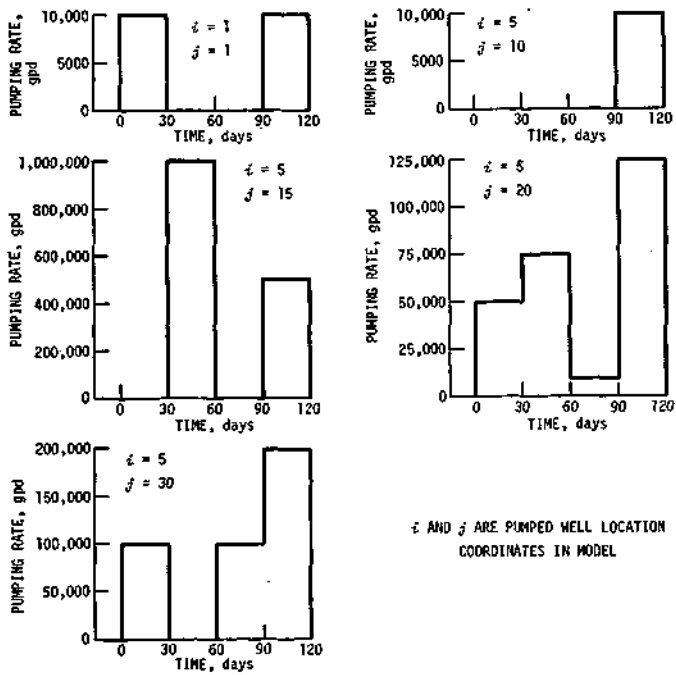 PUMPING RATE, gpd
10,000
5000
0
i = 1
j = 1
0 30 60 90 120
TIME, days
PUMPING RATE, gpd
10,000
5000
0
i = 5
j = 10
0 30 60 90 120
TIME, days
PUMPING RATE, gpd
1,000,000
800,000
600,000
400,000
200,000
0
i = 5
j = 15
0 30 60 90 120
TIME, days
PUMPING RATE, gpd
125,000
100,000
75,000
50,000
25,000
0
i = 5
j = 20
0 30 60 90 120
TIME, days
PUMPING RATE, gpd
200,000
150,000
100,000
50,000
0
i = 5
j = 30
0 30 60 90 120
TIME, days
i AND j ARE PUMPED WELL LOCATION
COORDINATES IN MODEL